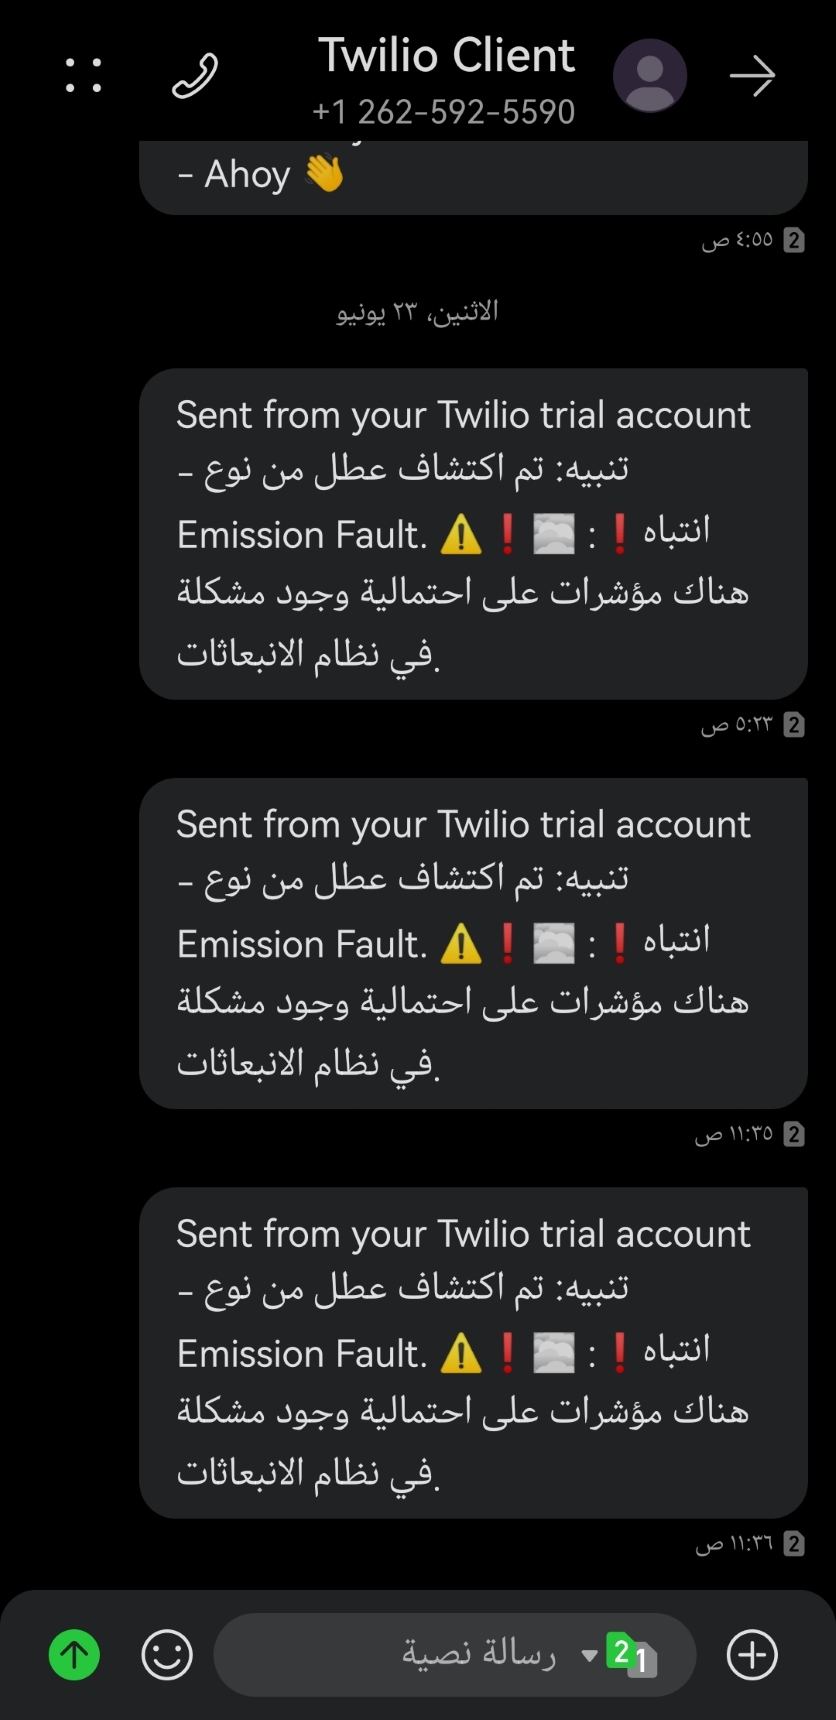 Twilio Client
+1 262-592-5590
- Ahoy 👋
٤:٥٥ ص 2
الاثنين، ٢٣ يونيو
Sent from your Twilio trial account
- تنبيه: تم اكتشاف عطل من نوع
Emission Fault. ⚠️❗🌫️ : ❗ انتباه
هناك مؤشرات على احتمالية وجود مشكلة
في نظام الانبعاثات.
٥:٢٣ ص 2
Sent from your Twilio trial account
- تنبيه: تم اكتشاف عطل من نوع
Emission Fault. ⚠️❗🌫️ : ❗ انتباه
هناك مؤشرات على احتمالية وجود مشكلة
في نظام الانبعاثات.
١١:٣٥ ص 2
Sent from your Twilio trial account
- تنبيه: تم اكتشاف عطل من نوع
Emission Fault. ⚠️❗🌫️ : ❗ انتباه
هناك مؤشرات على احتمالية وجود مشكلة
في نظام الانبعاثات.
١١:٣٦ ص 2
رسالة نصية 2 1